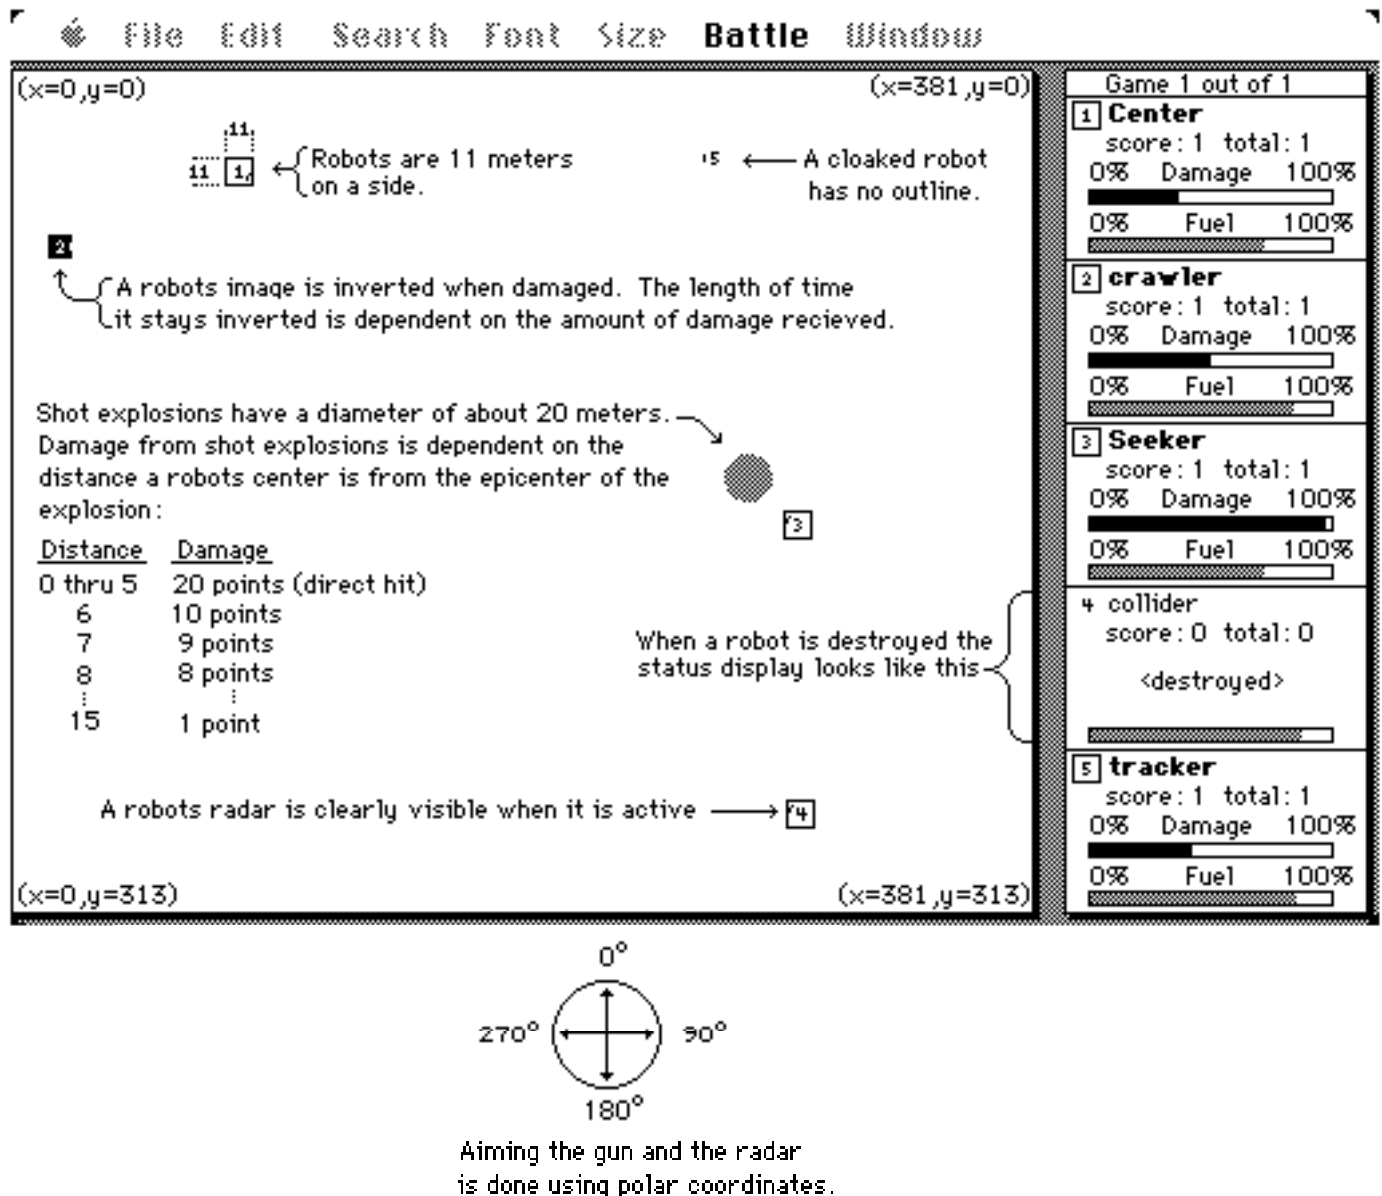 File Edit Search Font Size Battle Window
(x=0,y=0)
(x=381,y=0)
11
11
1
Robots are 11 meters
on a side.
5
A cloaked robot
has no outline.
2
A robots image is inverted when damaged. The length of time
it stays inverted is dependent on the amount of damage recieved.
Shot explosions have a diameter of about 20 meters.
Damage from shot explosions is dependent on the
distance a robots center is from the epicenter of the
explosion:
3
Distance Damage
0 thru 5 20 points (direct hit)
6 10 points
7 9 points
8 8 points
15 1 point
When a robot is destroyed the
status display looks like this
A robots radar is clearly visible when it is active
4
(x=0,y=313)
(x=381,y=313)
Game 1 out of 1
1 Center
score: 1 total: 1
0% Damage 100%
0% Fuel 100%
2 crawler
score: 1 total: 1
0% Damage 100%
0% Fuel 100%
3 Seeker
score: 1 total: 1
0% Damage 100%
0% Fuel 100%
4 collider
score: 0 total: 0
<destroyed>
5 tracker
score: 1 total: 1
0% Damage 100%
0% Fuel 100%
0°
270° 90°
180°
Aiming the gun and the radar
is done using polar coordinates.